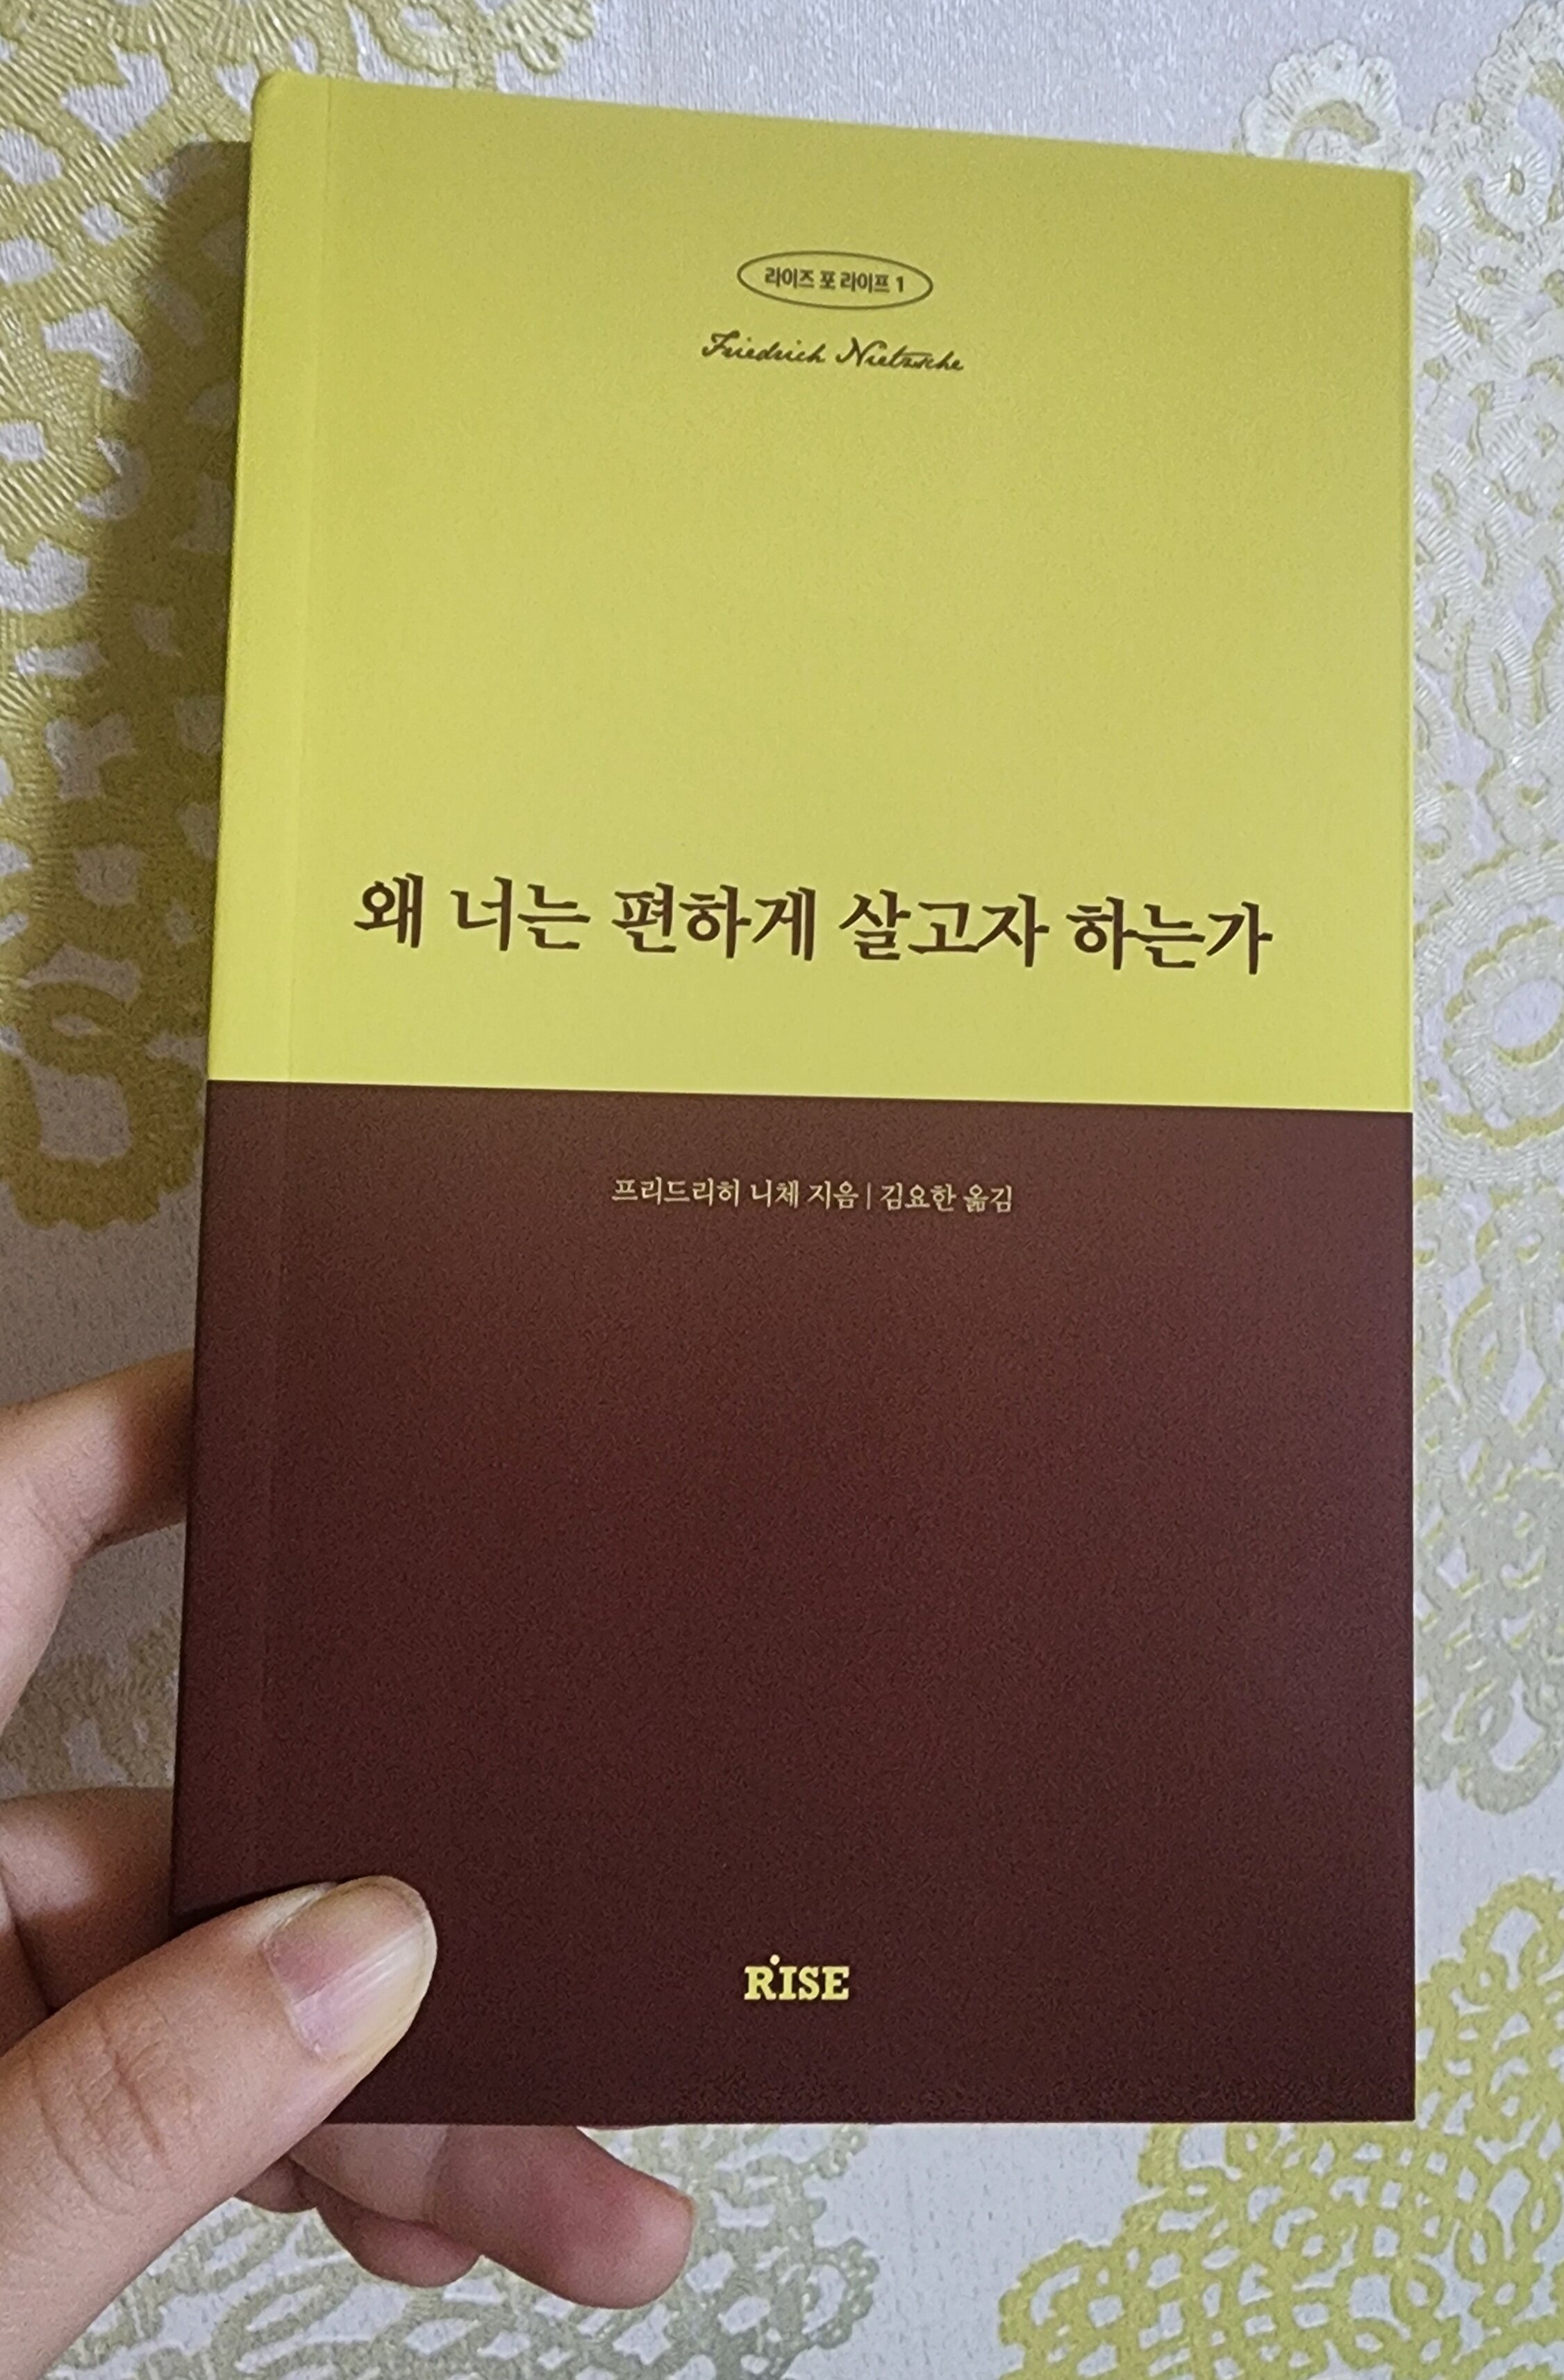 라이즈 포 라이프 1
Friedrich Nietzsche
왜 너는 편하게 살고자 하는가
프리드리히 니체 지음 | 김요한 옮김
RISE